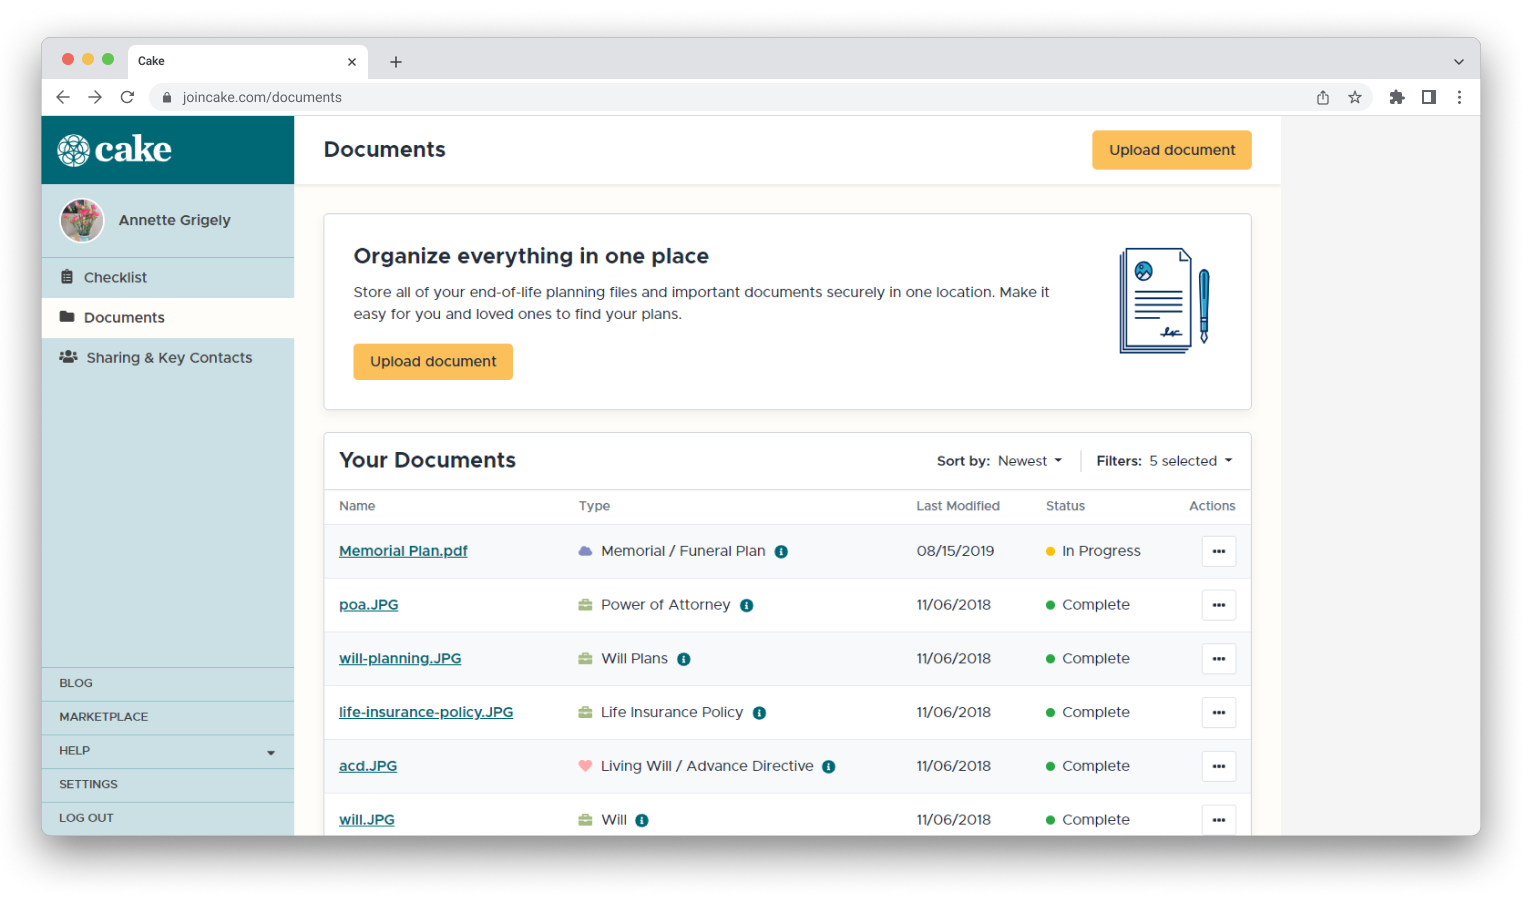 Cake
joincake.com/documents
cake
Documents
Upload document
Annette Grigely
Checklist
Documents
Sharing & Key Contacts
Organize everything in one place
Store all of your end-of-life planning files and important documents securely in one location. Make it
easy for you and loved ones to find your plans.
Upload document
Your Documents
Sort by: Newest
Filters: 5 selected
Name Type Last Modified Status Actions
Memorial Plan.pdf Memorial / Funeral Plan 08/15/2019 In Progress
poa.JPG Power of Attorney 11/06/2018 Complete
will-planning.JPG Will Plans 11/06/2018 Complete
life-insurance-policy.JPG Life Insurance Policy 11/06/2018 Complete
acd.JPG Living Will / Advance Directive 11/06/2018 Complete
will.JPG Will 11/06/2018 Complete
BLOG
MARKETPLACE
HELP
SETTINGS
LOG OUT